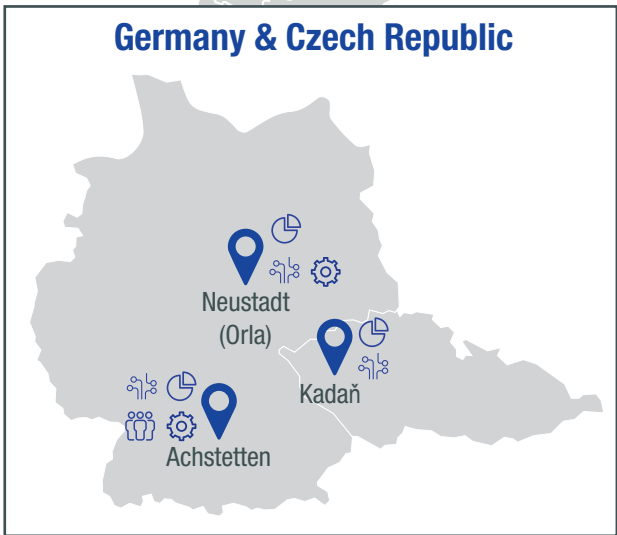 Germany & Czech Republic
Neustadt
(Orla)
Kadaň
Achstetten